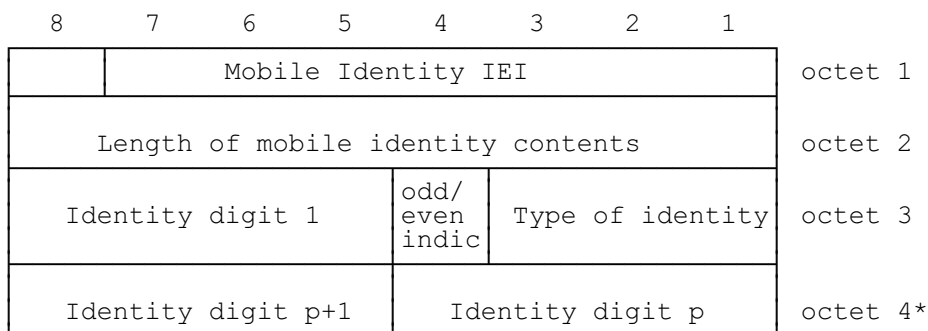 8 7 6 5 4 3 2 1
Mobile Identity IEI octet 1
Length of mobile identity contents octet 2
odd/
Identity digit 1 even Type of identity octet 3
indic
Identity digit p+1 Identity digit p octet 4*